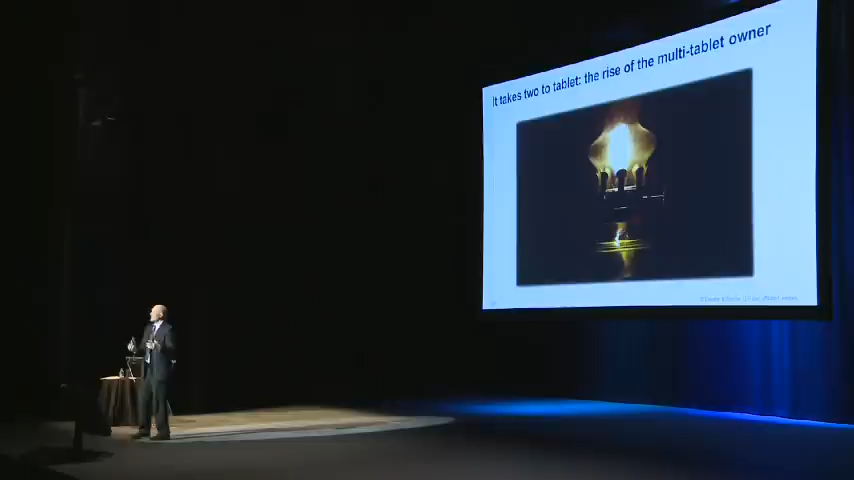 It takes two to tablet: the rise of the multi-tablet owner